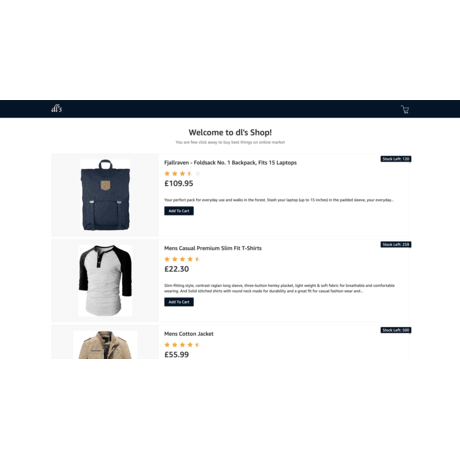 dl's
Welcome to dl's Shop!
You are few click away to buy best things on online market
Stock Left: 120
Fjallraven - Foldsack No. 1 Backpack, Fits 15 Laptops
£109.95
Your perfect pack for everyday use and walks in the forest. Stash your laptop (up to 15 inches) in the padded sleeve, your everyday...
Add To Cart
Stock Left: 259
Mens Casual Premium Slim Fit T-Shirts
£22.30
Slim-fitting style, contrast raglan long sleeve, three-button henley placket, light weight & soft fabric for breathable and comfortable
wearing. And Solid stitched shirts with round neck made for durability and a great fit for casual fashion wear and...
Add To Cart
Stock Left: 500
Mens Cotton Jacket
£55.99